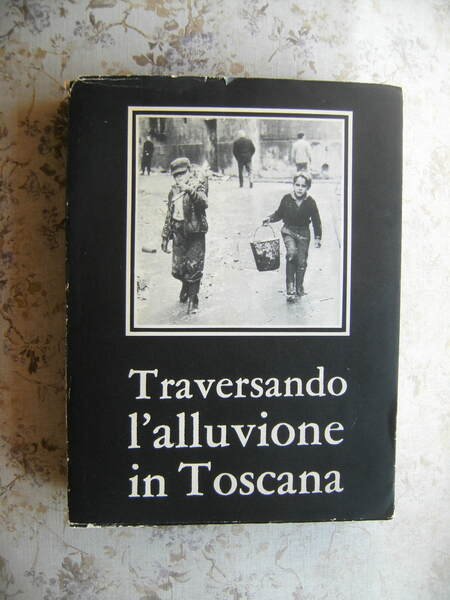 Traversando
l'alluvione
in Toscana